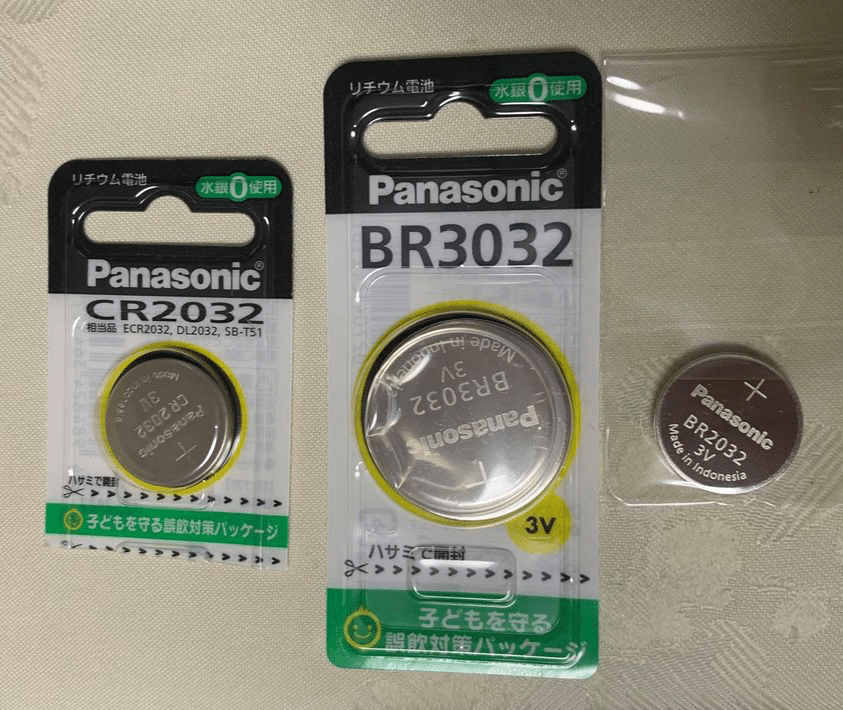 リチウム電池
水銀0使用
Panasonic®
CR2032
相当品 ECR2032, DL2032, SB-T51
Made in Indonesia
CR 2032
3V
Panasonic
+
ハサミで開封
子どもを守る誤飲対策パッケージ
リチウム電池
水銀0使用
Panasonic®
BR3032
Made in Indone
3V
BR3032
Panasonic
3V
ハサミで開封
子どもを守る
誤飲対策パッケージ
+
Panasonic
BR2032
3V
Made in Indonesia